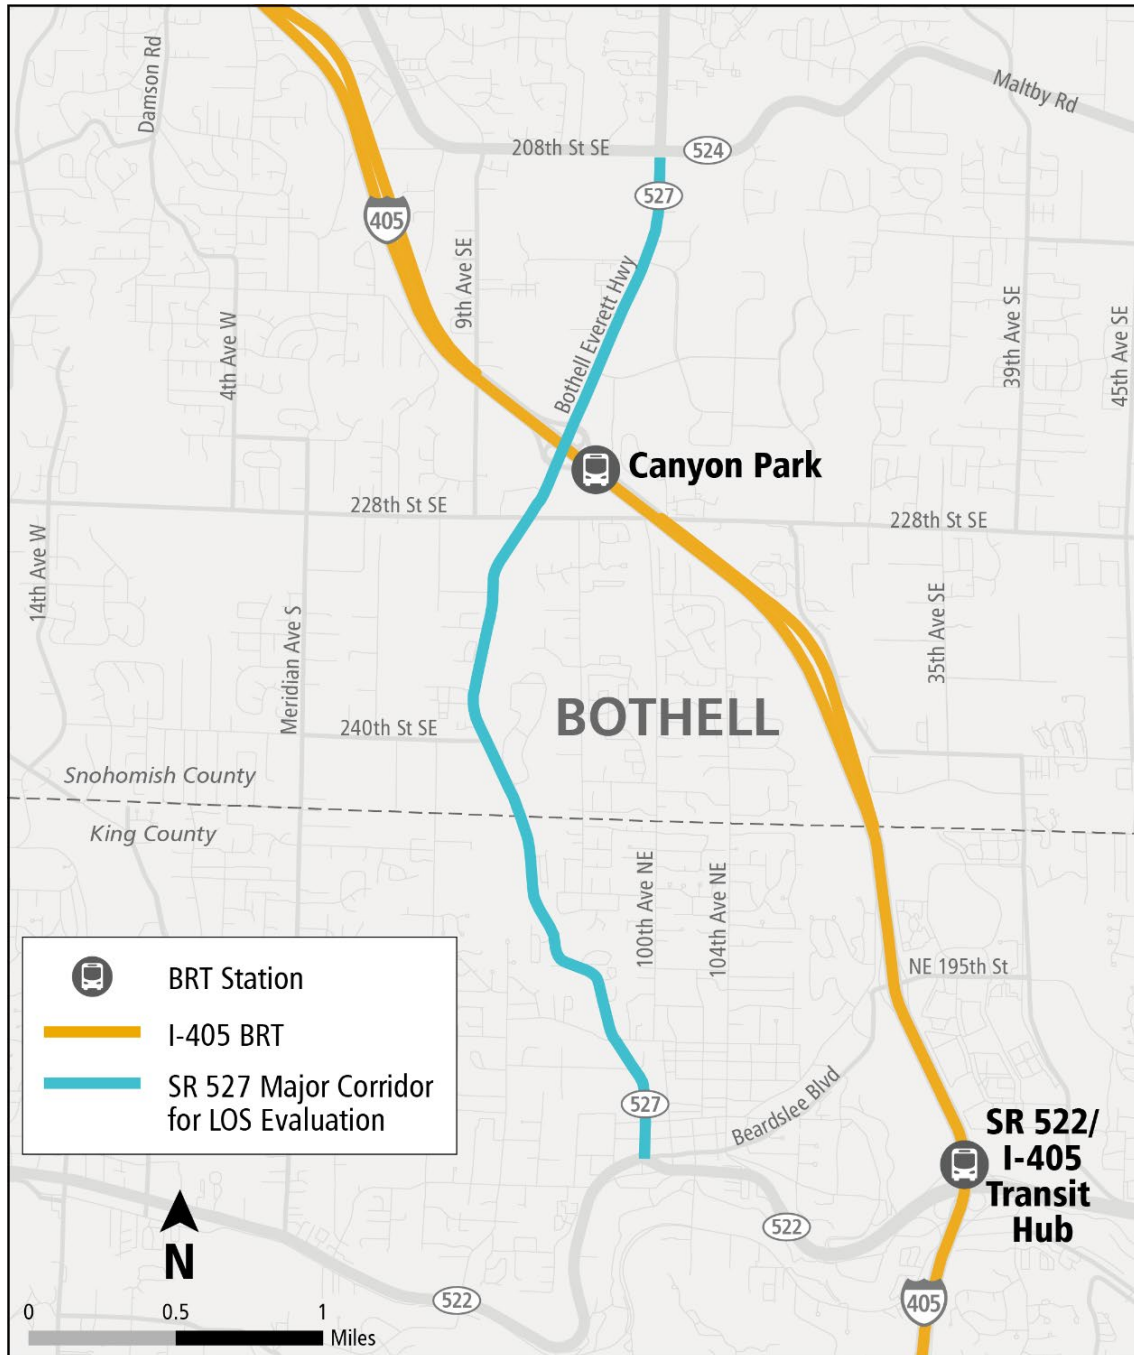 Damson Rd
Maltby Rd
208th St SE
524
527
405
9th Ave SE
Bothell Everett Hwy
4th Ave W
39th Ave SE
45th Ave SE
Canyon Park
228th St SE
228th St SE
14th Ave W
Meridian Ave S
35th Ave SE
BOTHELL
240th St SE
Snohomish County
King County
100th Ave NE
104th Ave NE
NE 195th St
BRT Station
I-405 BRT
SR 527 Major Corridor
for LOS Evaluation
527
Beardslee Blvd
SR 522/
I-405
Transit
Hub
522
N
522
405
0 0.5 1
Miles